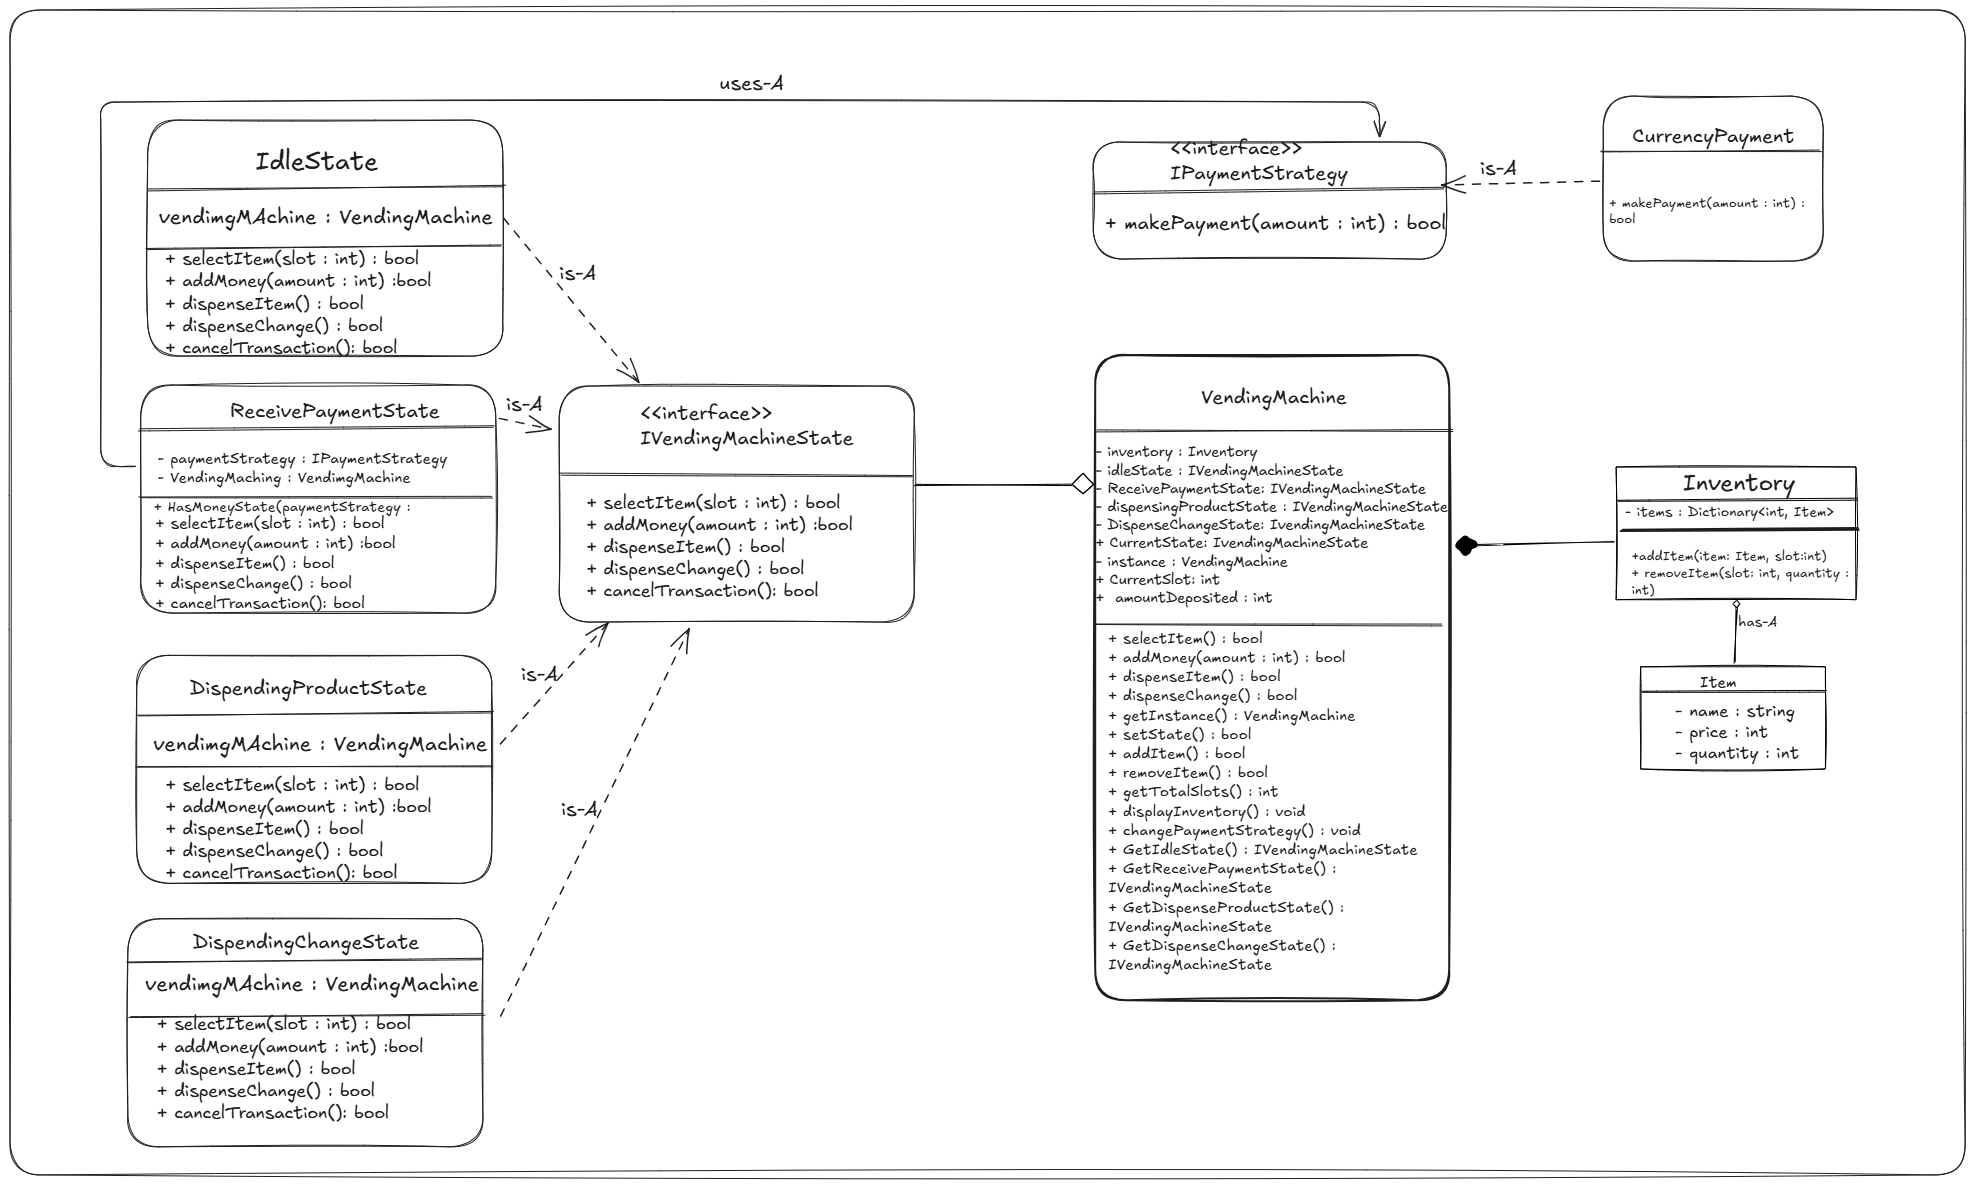 uses-A
IdleState
vendimgMAchine : VendingMachine
+ selectItem(slot : int) : bool
+ addMoney(amount : int) :bool
+ dispenseItem() : bool
+ dispenseChange() : bool
+ cancelTransaction(): bool
is-A
<<interface>>
IPaymentStrategy
+ makePayment(amount : int) : bool
is-A
CurrencyPayment
+ makePayment(amount : int) :
bool
ReceivePaymentState
- paymentStrategy : IPaymentStrategy
- VendingMaching : VendimgMachine
+ HasMoneyState(paymentStrategy :
+ selectItem(slot : int) : bool
+ addMoney(amount : int) :bool
+ dispenseItem() : bool
+ dispenseChange() : bool
+ cancelTransaction(): bool
is-A
<<interface>>
IVendingMachineState
+ selectItem(slot : int) : bool
+ addMoney(amount : int) :bool
+ dispenseItem() : bool
+ dispenseChange() : bool
+ cancelTransaction(): bool
VendingMachine
- inventory : Inventory
- idleState : IVendingMachineState
- ReceivePaymentState: IVendingMachineState
- dispensingProductState : IVendingMachineState
- DispenseChangeState: IvendingMachineState
+ CurrentState: IvendingMachineState
- instance : VendingMachine
+ CurrentSlot: int
+ amountDeposited : int
+ selectItem() : bool
+ addMoney(amount : int) : bool
+ dispenseItem() : bool
+ dispenseChange() : bool
+ getInstance() : VendingMachine
+ setState() : bool
+ addItem() : bool
+ removeItem() : bool
+ getTotalSlots() : int
+ displayInventory() : void
+ changePaymentStrategy() : void
+ GetIdleState() : IVendingMachineState
+ GetReceivePaymentState() :
IVendingMachineState
+ GetDispenseProductState() :
IVendingMachineState
+ GetDispenseChangeState() :
IVendingMachineState
Inventory
- items : Dictionary<int, Item>
+addItem(item: Item, slot:int)
+ removeItem(slot: int, quantity :
int)
has-A
Item
- name : string
- price : int
- quantity : int
DispendingProductState
vendimgMAchine : VendingMachine
+ selectItem(slot : int) : bool
+ addMoney(amount : int) :bool
+ dispenseItem() : bool
+ dispenseChange() : bool
+ cancelTransaction(): bool
is-A
DispendingChangeState
vendimgMAchine : VendingMachine
+ selectItem(slot : int) : bool
+ addMoney(amount : int) :bool
+ dispenseItem() : bool
+ dispenseChange() : bool
+ cancelTransaction(): bool
is-A